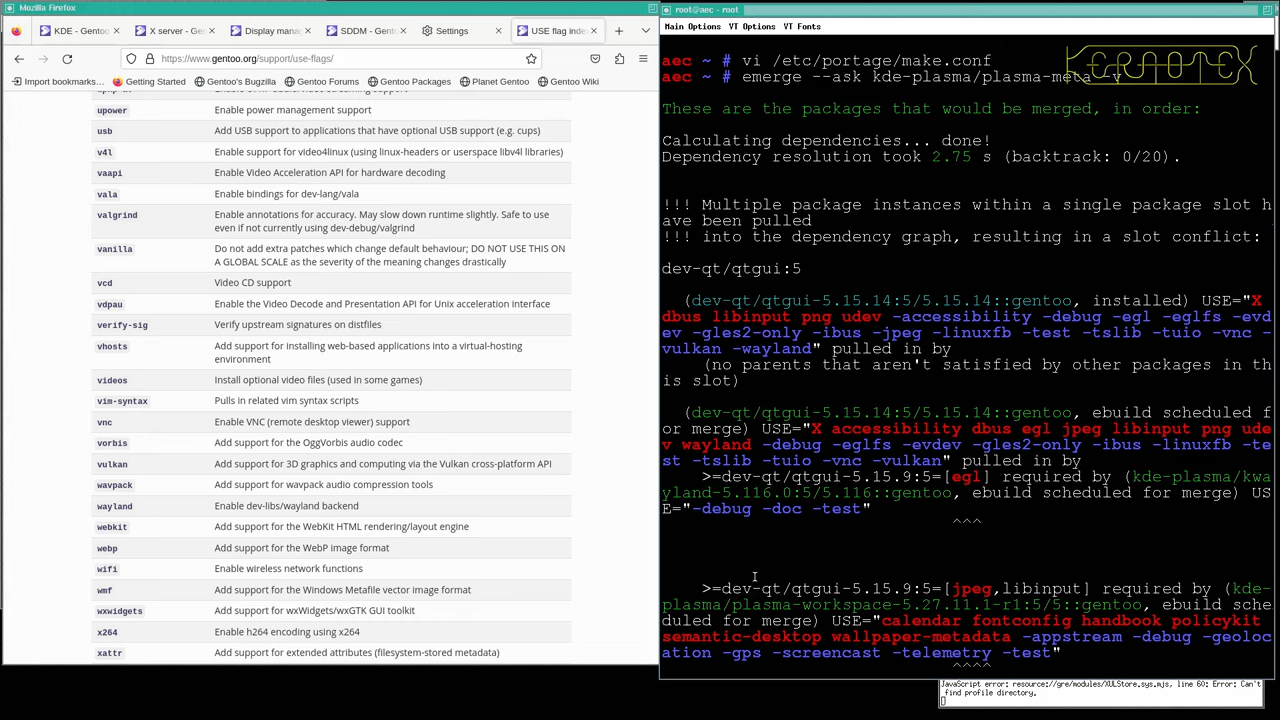 Mozilla Firefox
KDE - Gentoo
X server - Gen
Display mana
SDDM - Gento
Settings
USE flag inde
https://www.gentoo.org/support/use-flags/
Import bookmarks...
Getting Started
Gentoo's Bugzilla
Gentoo Forums
Gentoo Packages
Planet Gentoo
Gentoo Wiki
upower Enable power management support
usb Add USB support to applications that have optional USB support (e.g. cups)
v4l Enable support for video4linux (using linux-headers or userspace libv4l libraries)
vaapi Enable Video Acceleration API for hardware decoding
vala Enable bindings for dev-lang/vala
valgrind Enable annotations for accuracy. May slow down runtime slightly. Safe to use
even if not currently using dev-debug/valgrind
vanilla Do not add extra patches which change default behaviour; DO NOT USE THIS ON
A GLOBAL SCALE as the severity of the meaning changes drastically
vcd Video CD support
vdpau Enable the Video Decode and Presentation API for Unix acceleration interface
verify-sig Verify upstream signatures on distfiles
vhosts Add support for installing web-based applications into a virtual-hosting
environment
videos Install optional video files (used in some games)
vim-syntax Pulls in related vim syntax scripts
vnc Enable VNC (remote desktop viewer) support
vorbis Add support for the OggVorbis audio codec
vulkan Add support for 3D graphics and computing via the Vulkan cross-platform API
wavpack Add support for wavpack audio compression tools
wayland Enable dev-libs/wayland backend
webkit Add support for the WebKit HTML rendering/layout engine
webp Add support for the WebP image format
wifi Enable wireless network functions
wmf Add support for the Windows Metafile vector image format
wxwidgets Add support for wxWidgets/wxGTK GUI toolkit
x264 Enable h264 encoding using x264
xattr Add support for extended attributes (filesystem-stored metadata)
root@aec - root
Main Options VT Options VT Fonts
KERNOTEX
aec ~ # vi /etc/portage/make.conf
aec ~ # emerge --ask kde-plasma/plasma-meta -v
These are the packages that would be merged, in order:
Calculating dependencies... done!
Dependency resolution took 2.75 s (backtrack: 0/20).
!!! Multiple package instances within a single package slot h
ave been pulled
!!! into the dependency graph, resulting in a slot conflict:
dev-qt/qtgui:5
(dev-qt/qtgui-5.15.14:5/5.15.14::gentoo, installed) USE="X
dbus libinput png udev -accessibility -debug -egl -eglfs -evd
ev -gles2-only -ibus -jpeg -linuxfb -test -tslib -tuio -vnc -
vulkan -wayland" pulled in by
(no parents that aren't satisfied by other packages in th
is slot)
(dev-qt/qtgui-5.15.14:5/5.15.14::gentoo, ebuild scheduled f
or merge) USE="X accessibility dbus egl jpeg libinput png ude
v wayland -debug -eglfs -evdev -gles2-only -ibus -linuxfb -te
st -tslib -tuio -vnc -vulkan" pulled in by
>=dev-qt/qtgui-5.15.9:5=[egl] required by (kde-plasma/kwa
yland-5.116.0:5/5.116::gentoo, ebuild scheduled for merge) US
E="-debug -doc -test"
^^^
>=dev-qt/qtgui-5.15.9:5=[jpeg,libinput] required by (kde-
plasma/plasma-workspace-5.27.11.1-r1:5/5::gentoo, ebuild sche
duled for merge) USE="calendar fontconfig handbook policykit
semantic-desktop wallpaper-metadata -appstream -debug -geoloc
ation -gps -screencast -telemetry -test"
^^^^
JavaScript error: resource://gre/modules/XULStore.sys.mjs, line 60: Error: Can't
find profile directory.